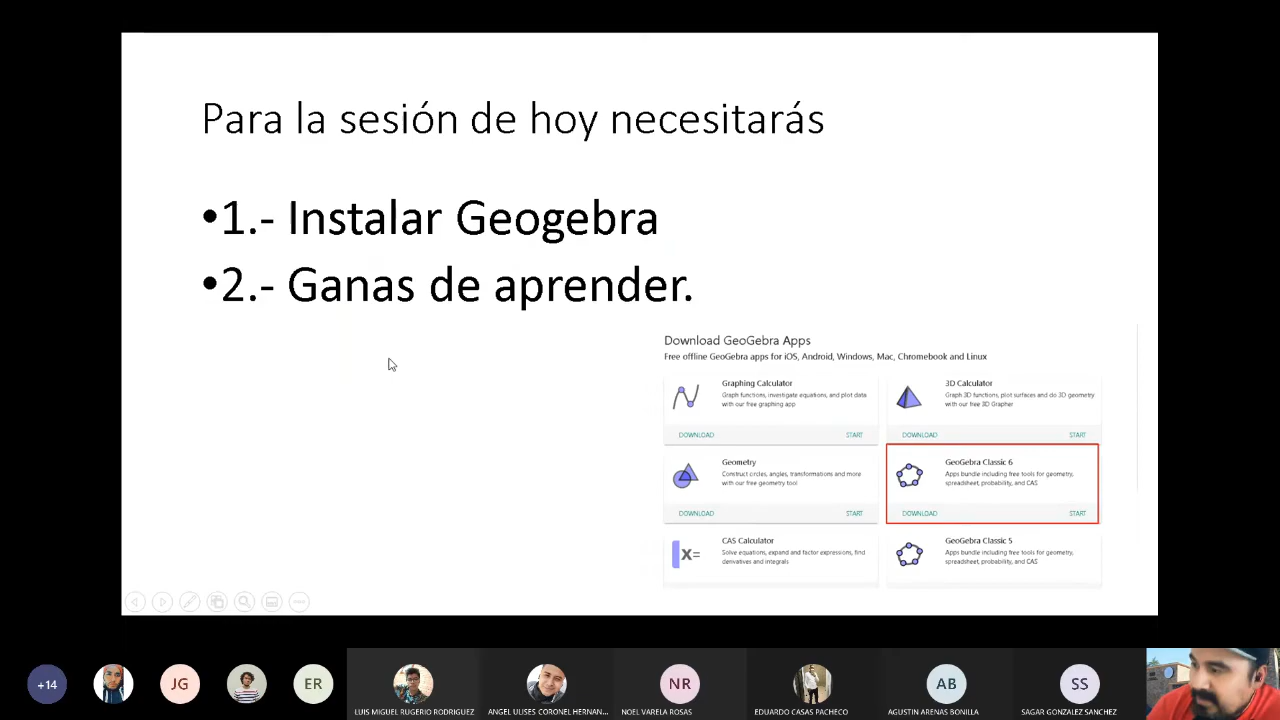 Para la sesión de hoy necesitarás
•1.- Instalar Geogebra
•2.- Ganas de aprender.
Download GeoGebra Apps
Free offline GeoGebra apps for iOS, Android, Windows, Mac, Chromebook and Linux
Graphing Calculator
Graph functions, investigate equations, and plot data
with our free graphing app
DOWNLOAD START
3D Calculator
Graph 3D functions, plot surfaces and do 3D geometry
with our free 3D Grapher
DOWNLOAD START
Geometry
Construct circles, angles, transformations and more
with our free geometry tool
DOWNLOAD START
GeoGebra Classic 6
Apps bundle including free tools for geometry,
spreadsheet, probability, and CAS
DOWNLOAD START
X=
CAS Calculator
Solve equations, expand and factor expressions, find
derivatives and integrals
GeoGebra Classic 5
Apps bundle including free tools for geometry,
spreadsheet, probability, and CAS
+14
JG
ER
LUIS MIGUEL RUGERIO RODRIGUEZ
ANGEL ULISES CORONEL HERNAN...
NR
NOEL VARELA ROSAS
EDUARDO CASAS PACHECO
AB
AGUSTIN ARENAS BONILLA
SS
SAGAR GONZALEZ SANCHEZ